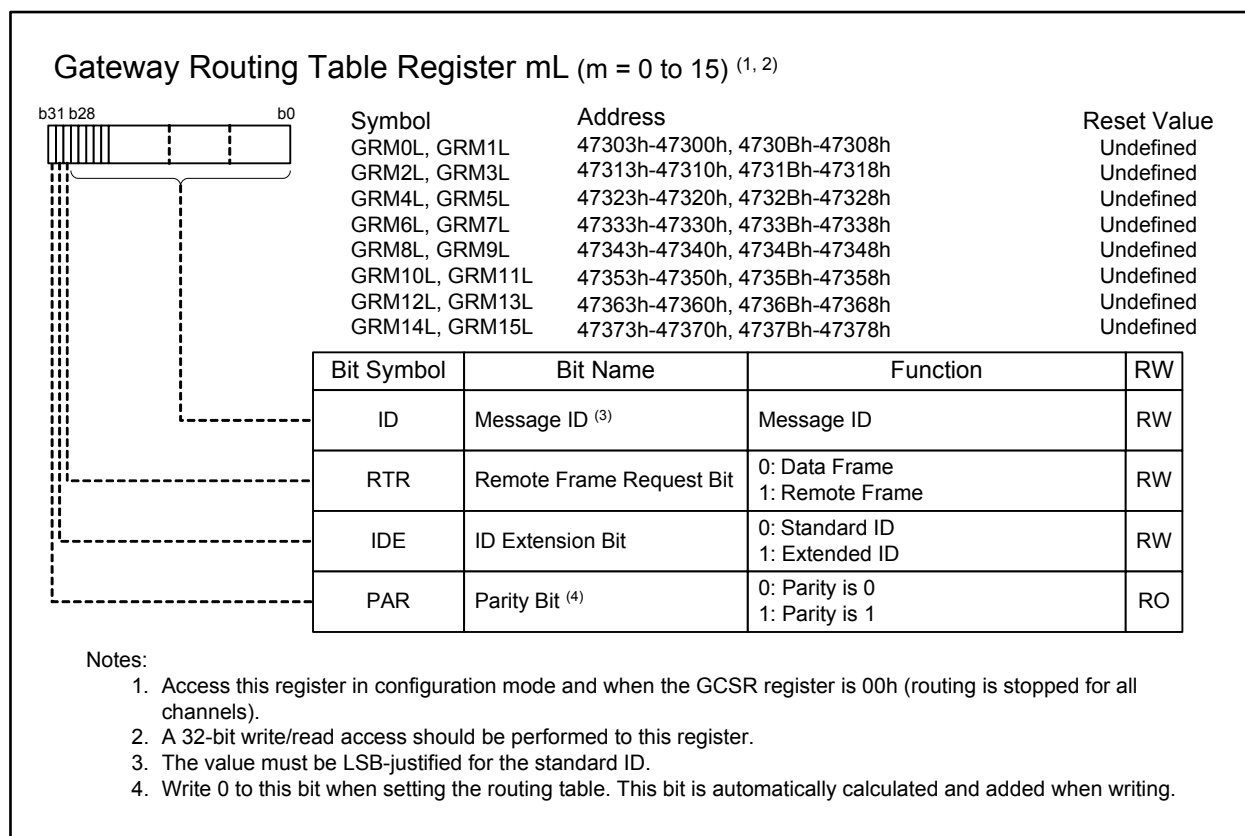 Gateway Routing Table Register mL (m = 0 to 15) (1, 2)
b31 b28 b0
Symbol Address Reset Value
GRM0L, GRM1L 47303h-47300h, 4730Bh-47308h Undefined
GRM2L, GRM3L 47313h-47310h, 4731Bh-47318h Undefined
GRM4L, GRM5L 47323h-47320h, 4732Bh-47328h Undefined
GRM6L, GRM7L 47333h-47330h, 4733Bh-47338h Undefined
GRM8L, GRM9L 47343h-47340h, 4734Bh-47348h Undefined
GRM10L, GRM11L 47353h-47350h, 4735Bh-47358h Undefined
GRM12L, GRM13L 47363h-47360h, 4736Bh-47368h Undefined
GRM14L, GRM15L 47373h-47370h, 4737Bh-47378h Undefined
Bit Symbol Bit Name Function RW
ID Message ID (3) Message ID RW
RTR Remote Frame Request Bit 0: Data Frame RW
1: Remote Frame
IDE ID Extension Bit 0: Standard ID RW
1: Extended ID
PAR Parity Bit (4) 0: Parity is 0 RO
1: Parity is 1
Notes:
1. Access this register in configuration mode and when the GCSR register is 00h (routing is stopped for all
channels).
2. A 32-bit write/read access should be performed to this register.
3. The value must be LSB-justified for the standard ID.
4. Write 0 to this bit when setting the routing table. This bit is automatically calculated and added when writing.